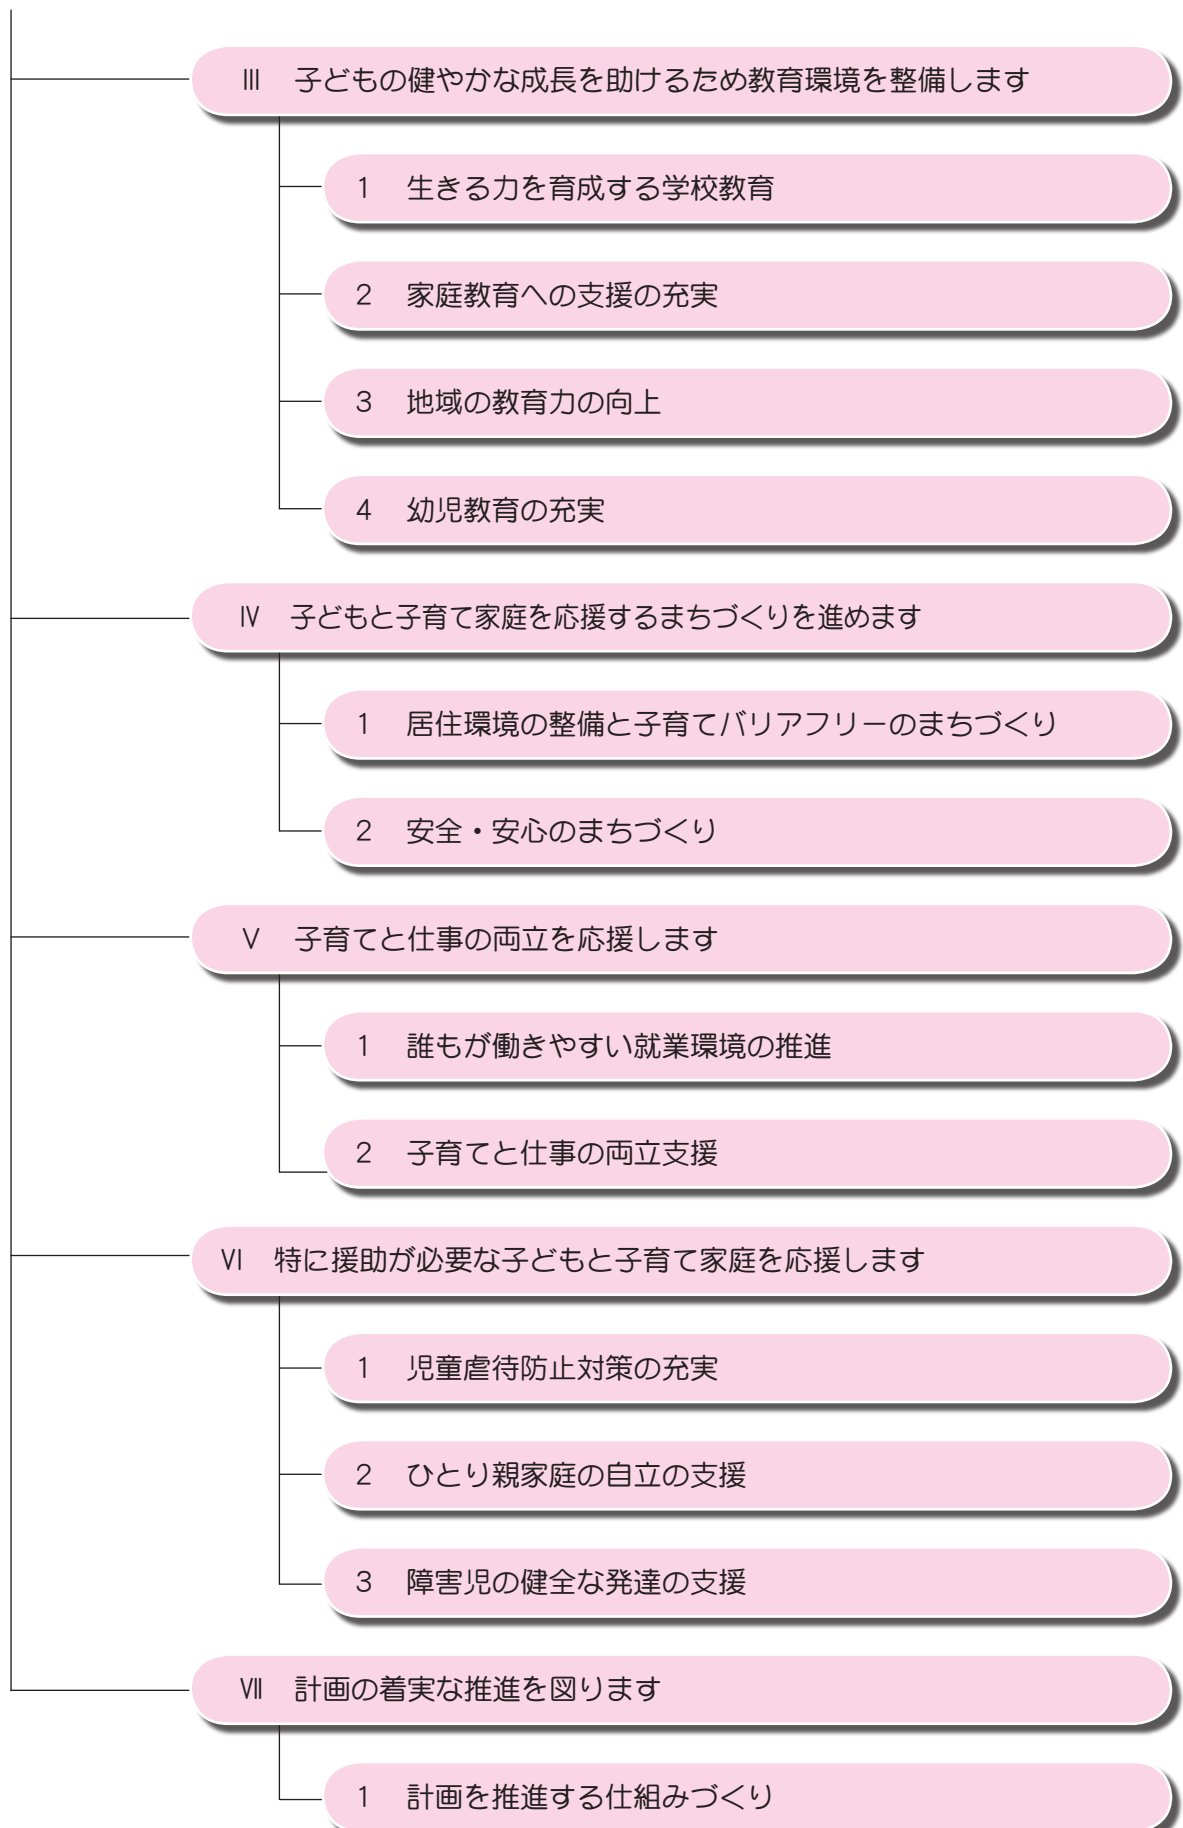 Ⅲ 子どもの健やかな成長を助けるため教育環境を整備します
1 生きる力を育成する学校教育
2 家庭教育への支援の充実
3 地域の教育力の向上
4 幼児教育の充実
Ⅳ 子どもと子育て家庭を応援するまちづくりを進めます
1 居住環境の整備と子育てバリアフリーのまちづくり
2 安全・安心のまちづくり
Ⅴ 子育てと仕事の両立を応援します
1 誰もが働きやすい就業環境の推進
2 子育てと仕事の両立支援
Ⅵ 特に援助が必要な子どもと子育て家庭を応援します
1 児童虐待防止対策の充実
2 ひとり親家庭の自立の支援
3 障害児の健全な発達の支援
Ⅶ 計画の着実な推進を図ります
1 計画を推進する仕組みづくり